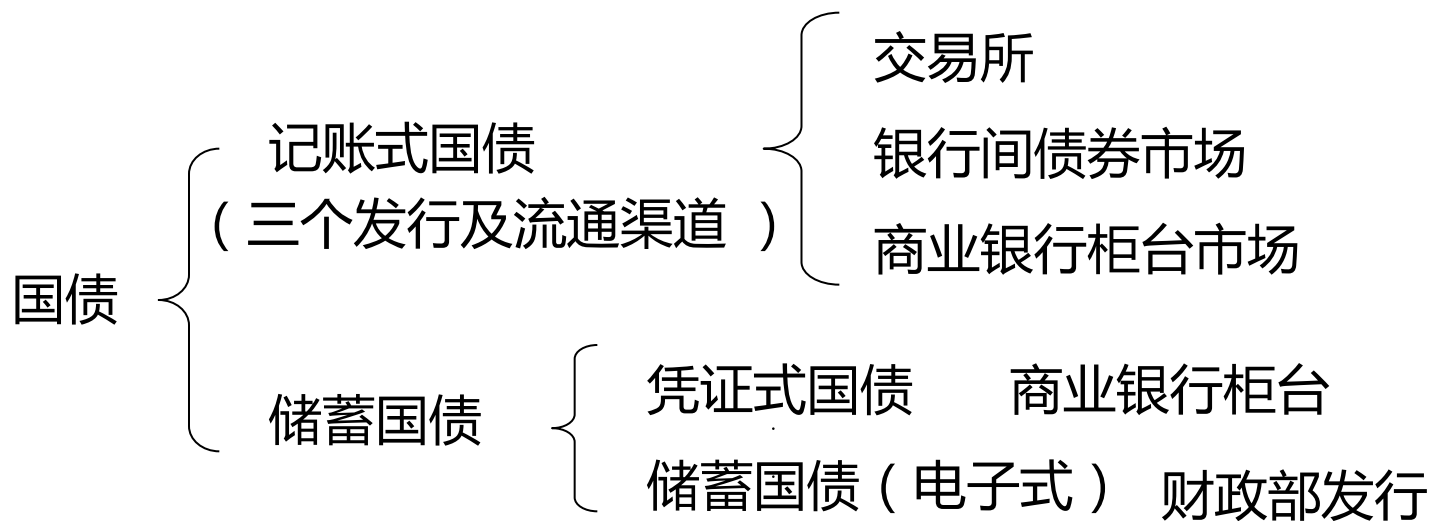 国债
记账式国债
（三个发行及流通渠道 ）
交易所
银行间债券市场
商业银行柜台市场
储蓄国债
凭证式国债 商业银行柜台
储蓄国债（电子式） 财政部发行